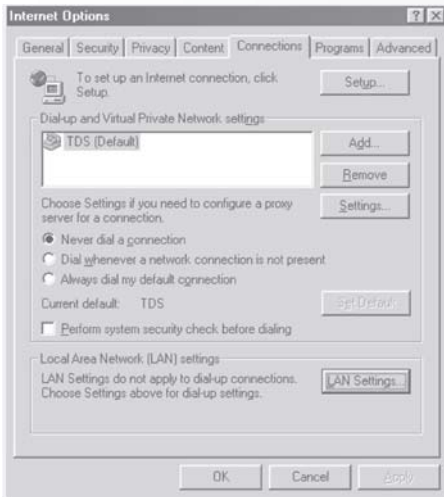 Internet Options
General Security Privacy Content Connections Programs Advanced
To set up an Internet connection, click
Setup.
Setup...
Dial-up and Virtual Private Network settings
TDS (Default)
Add...
Remove
Choose Settings if you need to configure a proxy
server for a connection.
Settings...
Never dial a connection
Dial whenever a network connection is not present
Always dial my default connection
Current default: TDS
Set Default
Perform system security check before dialing
Local Area Network (LAN) settings
LAN Settings do not apply to dial-up connections.
Choose Settings above for dial-up settings.
LAN Settings...
OK Cancel Apply